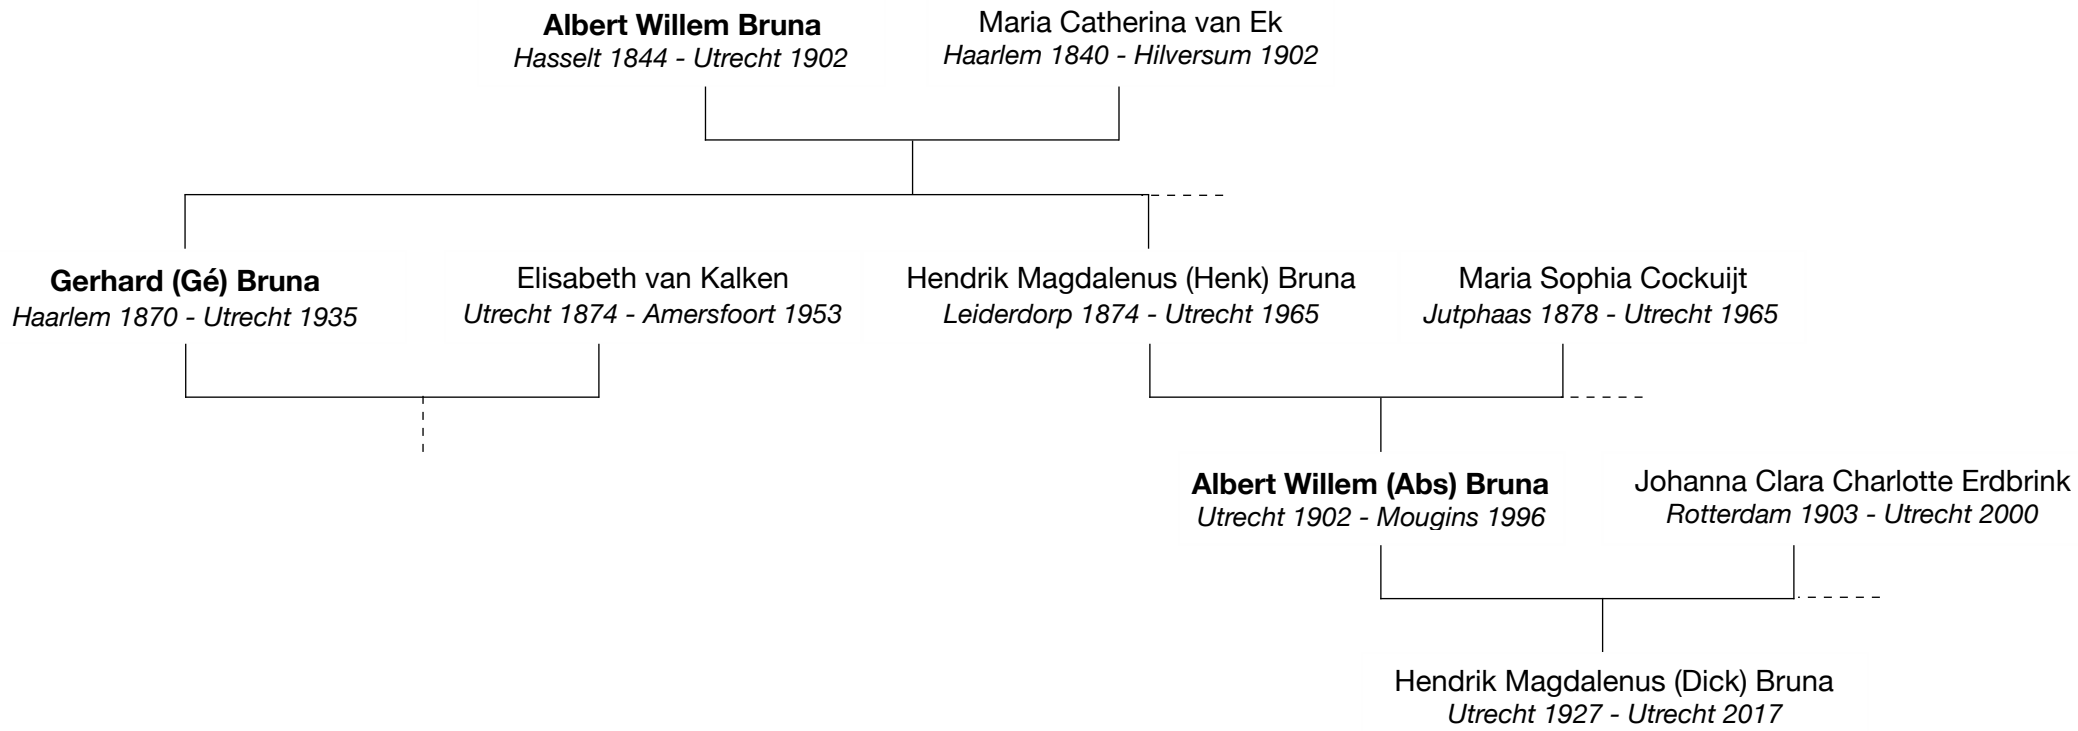 Albert Willem Bruna
Hasselt 1844 - Utrecht 1902
Maria Catherina van Ek
Haarlem 1840 - Hilversum 1902
Gerhard (Gé) Bruna
Haarlem 1870 - Utrecht 1935
Elisabeth van Kalken
Utrecht 1874 - Amersfoort 1953
Hendrik Magdalenus (Henk) Bruna
Leiderdorp 1874 - Utrecht 1965
Maria Sophia Cockuijt
Jutphaas 1878 - Utrecht 1965
Albert Willem (Abs) Bruna
Utrecht 1902 - Mougins 1996
Johanna Clara Charlotte Erdbrink
Rotterdam 1903 - Utrecht 2000
Hendrik Magdalenus (Dick) Bruna
Utrecht 1927 - Utrecht 2017